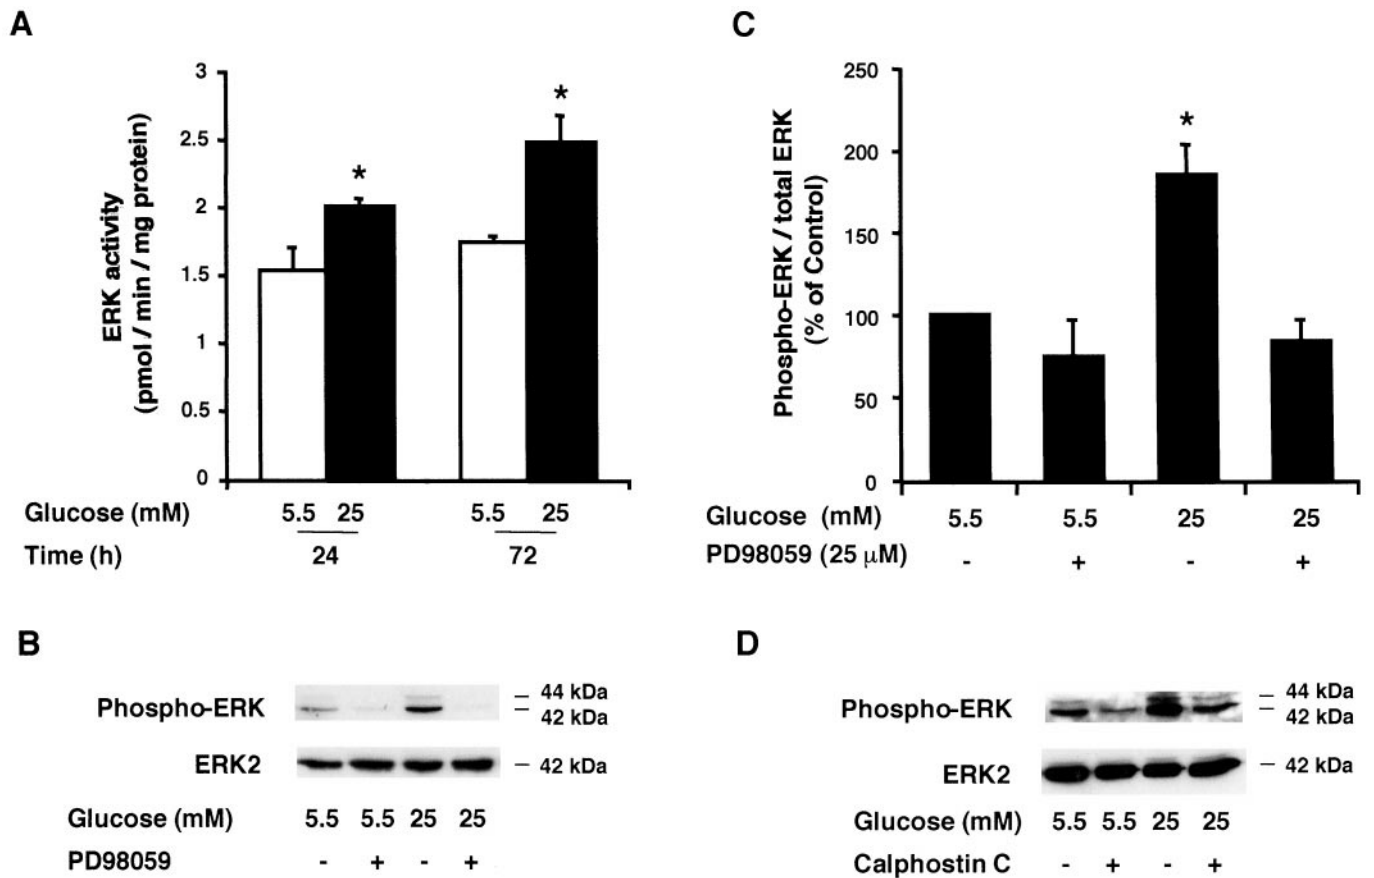 A
ERK activity
(pmol / min / mg protein)
3
2.5
2
1.5
1
0.5
0
*
*
Glucose (mM)
5.5 25 5.5 25
Time (h)
24 72
C
Phospho-ERK / total ERK
(% of Control)
250
200
150
100
50
0
*
Glucose (mM)
5.5 5.5 25 25
PD98059 (25 μM)
- + - +
B
Phospho-ERK
– 44 kDa
– 42 kDa
ERK2
– 42 kDa
Glucose (mM) 5.5 5.5 25 25
PD98059 - + - +
D
Phospho-ERK
– 44 kDa
– 42 kDa
ERK2
– 42 kDa
Glucose (mM) 5.5 5.5 25 25
Calphostin C - + - +